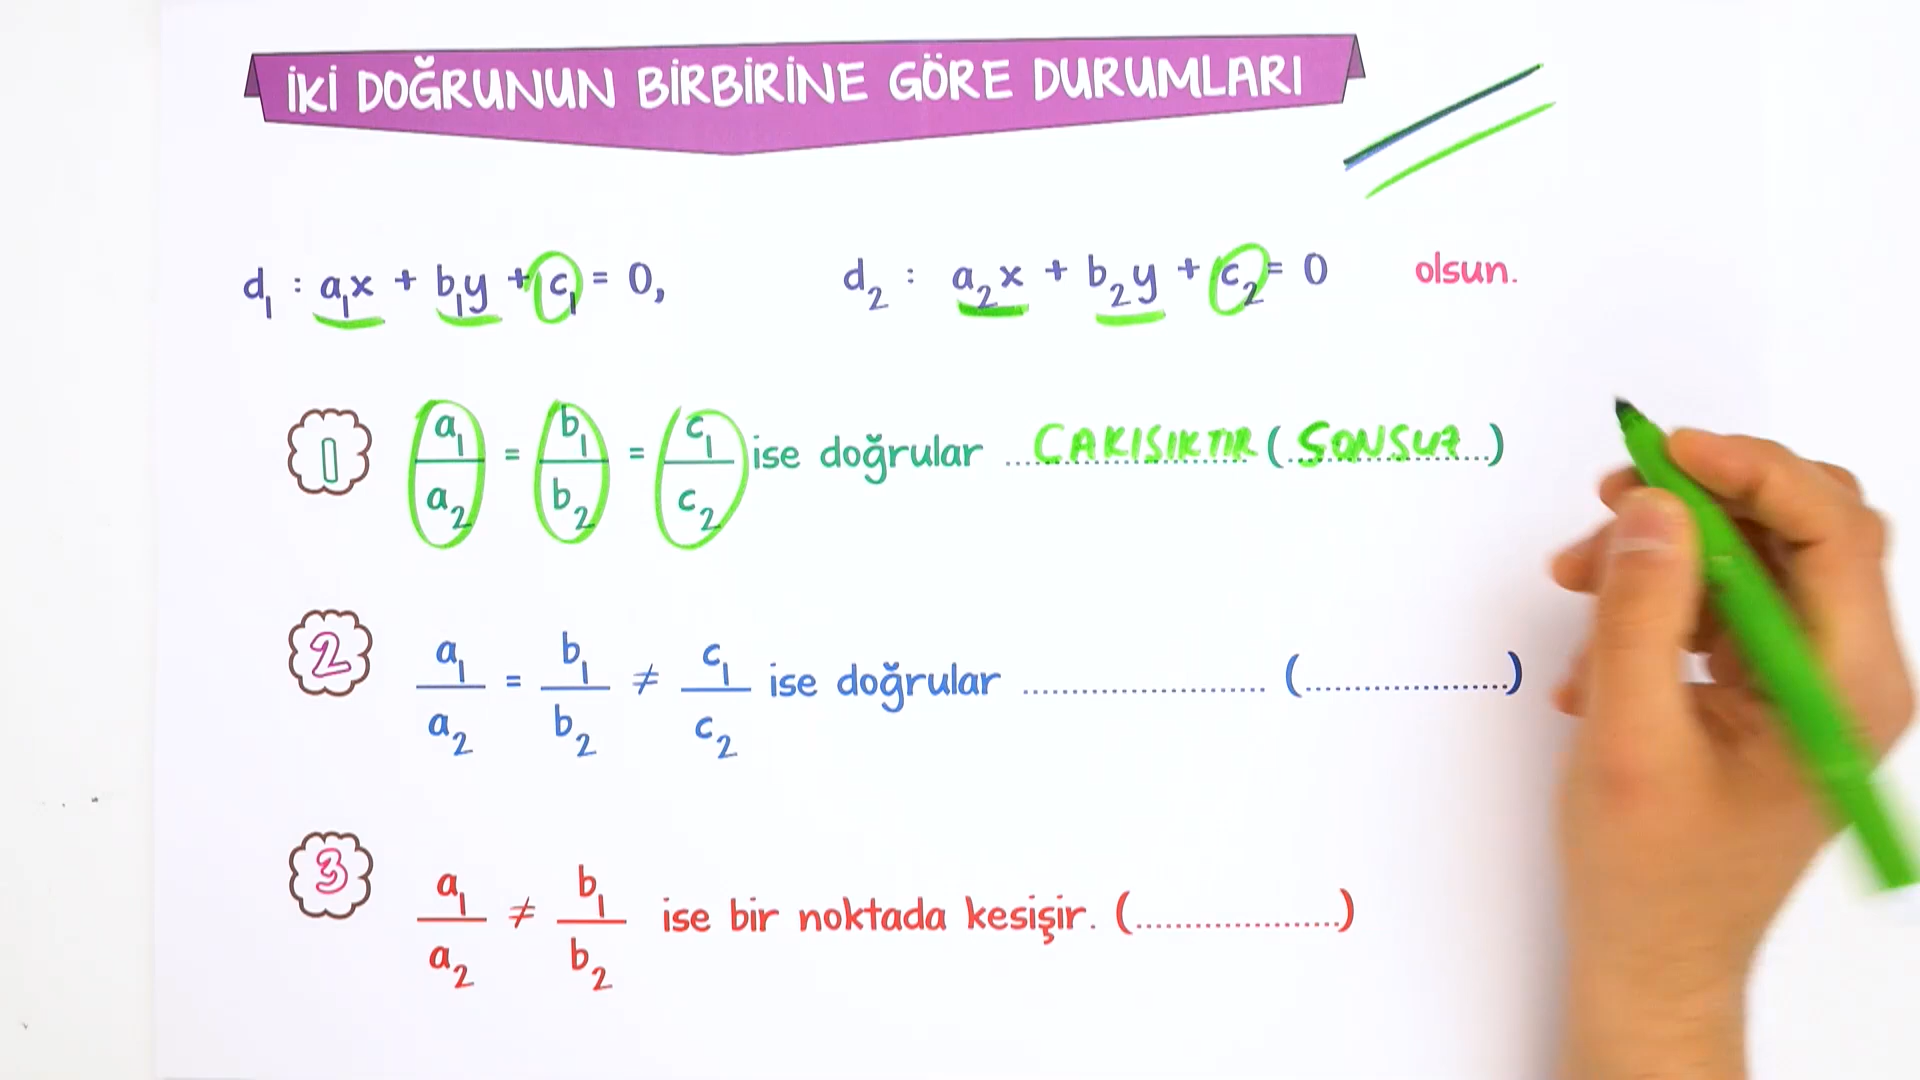 İKİ DOĞRUNUN BİRBİRİNE GÖRE DURUMLARI
d₁ : a₁x + b₁y + c₁ = 0, d₂ : a₂x + b₂y + c₂ = 0 olsun.
1 a₁/a₂ = b₁/b₂ = c₁/c₂ ise doğrular ... CAKISIKTIR (SONSUZ...)
2 a₁/a₂ = b₁/b₂ ≠ c₁/c₂ ise doğrular ........................ (....................)
3 a₁/a₂ ≠ b₁/b₂ ise bir noktada kesişir. (....................)